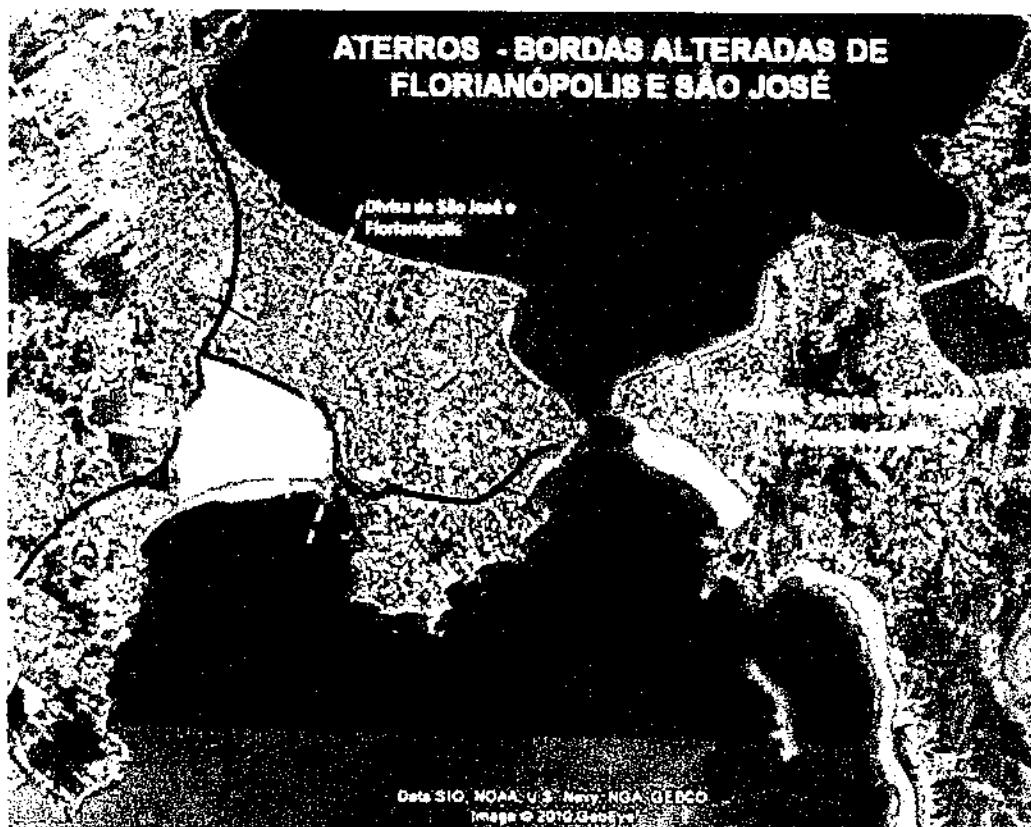 ATERROS - BORDAS ALTERADAS DE
FLORIANÓPOLIS E SÃO JOSÉ
Divisa de São José e
Florianópolis
Data SIO, NOAA, U.S. Navy, NGA, GEBCO
Image © 2010 GeoEye